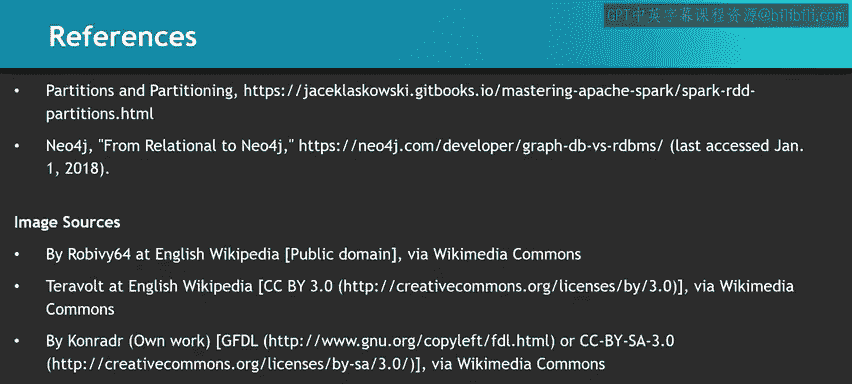 GPT中英字幕课程资源@bilibili.com
References
• Partitions and Partitioning, https://jaceklaskowski.gitbooks.io/mastering-apache-spark/spark-rdd-
partitions.html
• Neo4j, "From Relational to Neo4j," https://neo4j.com/developer/graph-db-vs-rdbms/ (last accessed Jan.
1, 2018).
Image Sources
• By Robivy64 at English Wikipedia [Public domain], via Wikimedia Commons
• Teravolt at English Wikipedia [CC BY 3.0 (http://creativecommons.org/licenses/by/3.0)], via Wikimedia
Commons
• By Konradr (Own work) [GFDL (http://www.gnu.org/copyleft/fdl.html) or CC-BY-SA-3.0
(http://creativecommons.org/licenses/by-sa/3.0/)], via Wikimedia Commons